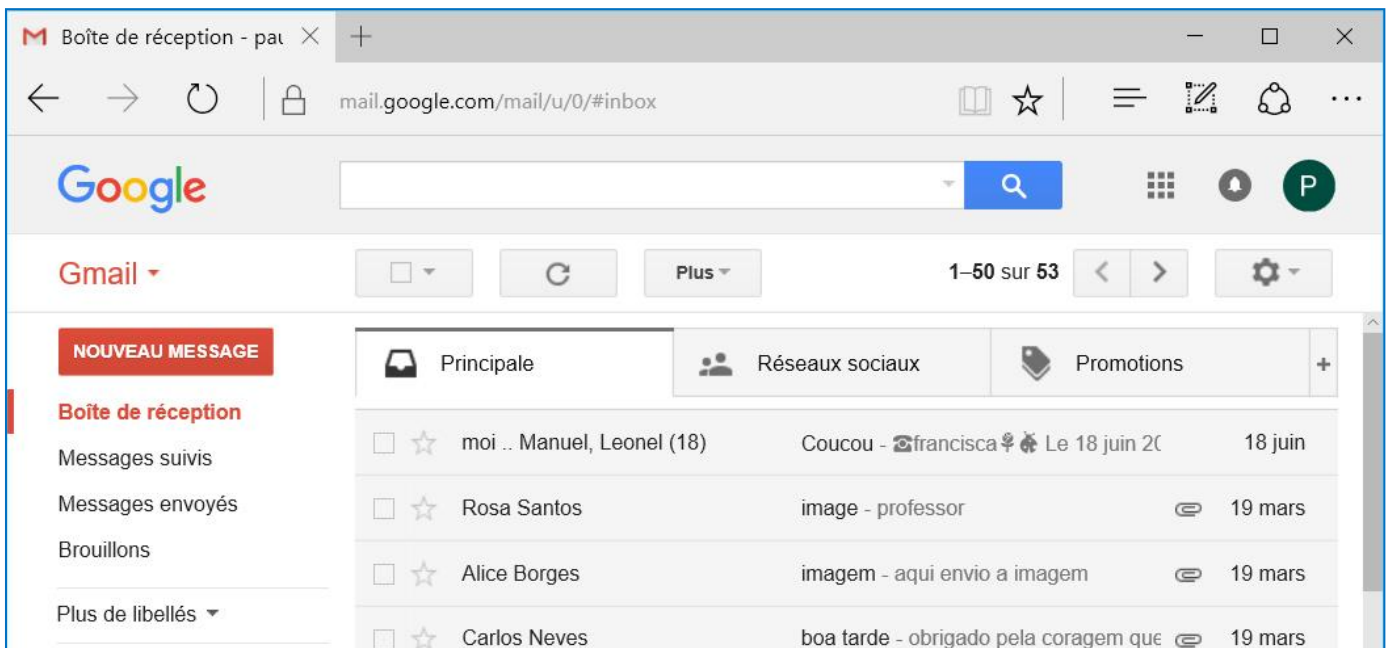 Boîte de réception - pau
mail.google.com/mail/u/0/#inbox
Google
P
Gmail
Plus
1–50 sur 53
NOUVEAU MESSAGE
Principale
Réseaux sociaux
Promotions
+
Boîte de réception
moi .. Manuel, Leonel (18) Coucou - ☎francisca⚘ Le 18 juin 20 18 juin
Messages suivis
Messages envoyés
Rosa Santos image - professor 19 mars
Brouillons
Alice Borges imagem - aqui envio a imagem 19 mars
Plus de libellés
Carlos Neves boa tarde - obrigado pela coragem que 19 mars